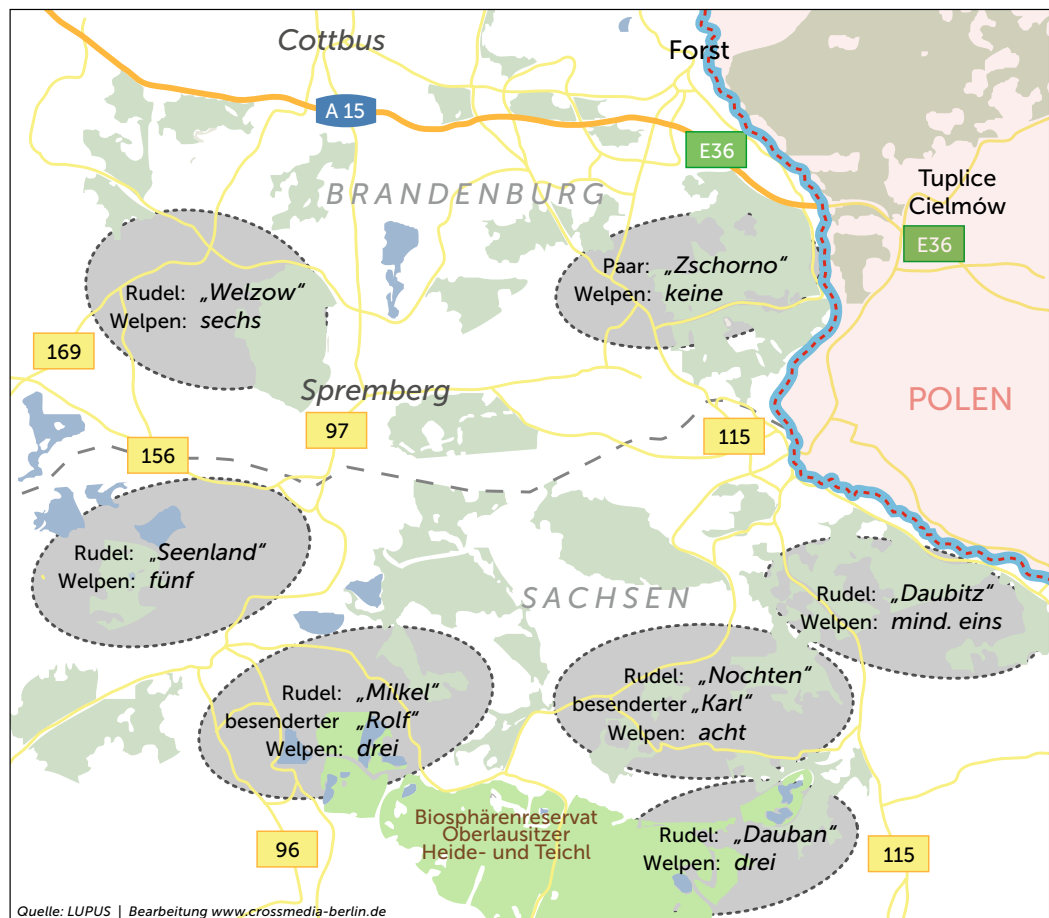 Cottbus
Forst
A 15
E36
BRANDENBURG
Tuplice
Cielmów
E36
Rudel: „Welzow“
Welpen: sechs
Paar: „Zschorno“
Welpen: keine
169
Spremberg
POLEN
97
115
156
Rudel: „Seenland“
Welpen: fünf
SACHSEN
Rudel: „Daubitz“
Welpen: mind. eins
Rudel: „Milkel“
besenderter „Rolf“
Welpen: drei
Rudel: „Nochten“
besenderter „Karl“
Welpen: acht
Biosphärenreservat
Oberlausitzer
Heide- und Teichl
Rudel: „Dauban“
Welpen: drei
96
115
Quelle: LUPUS | Bearbeitung www.crossmedia-berlin.de